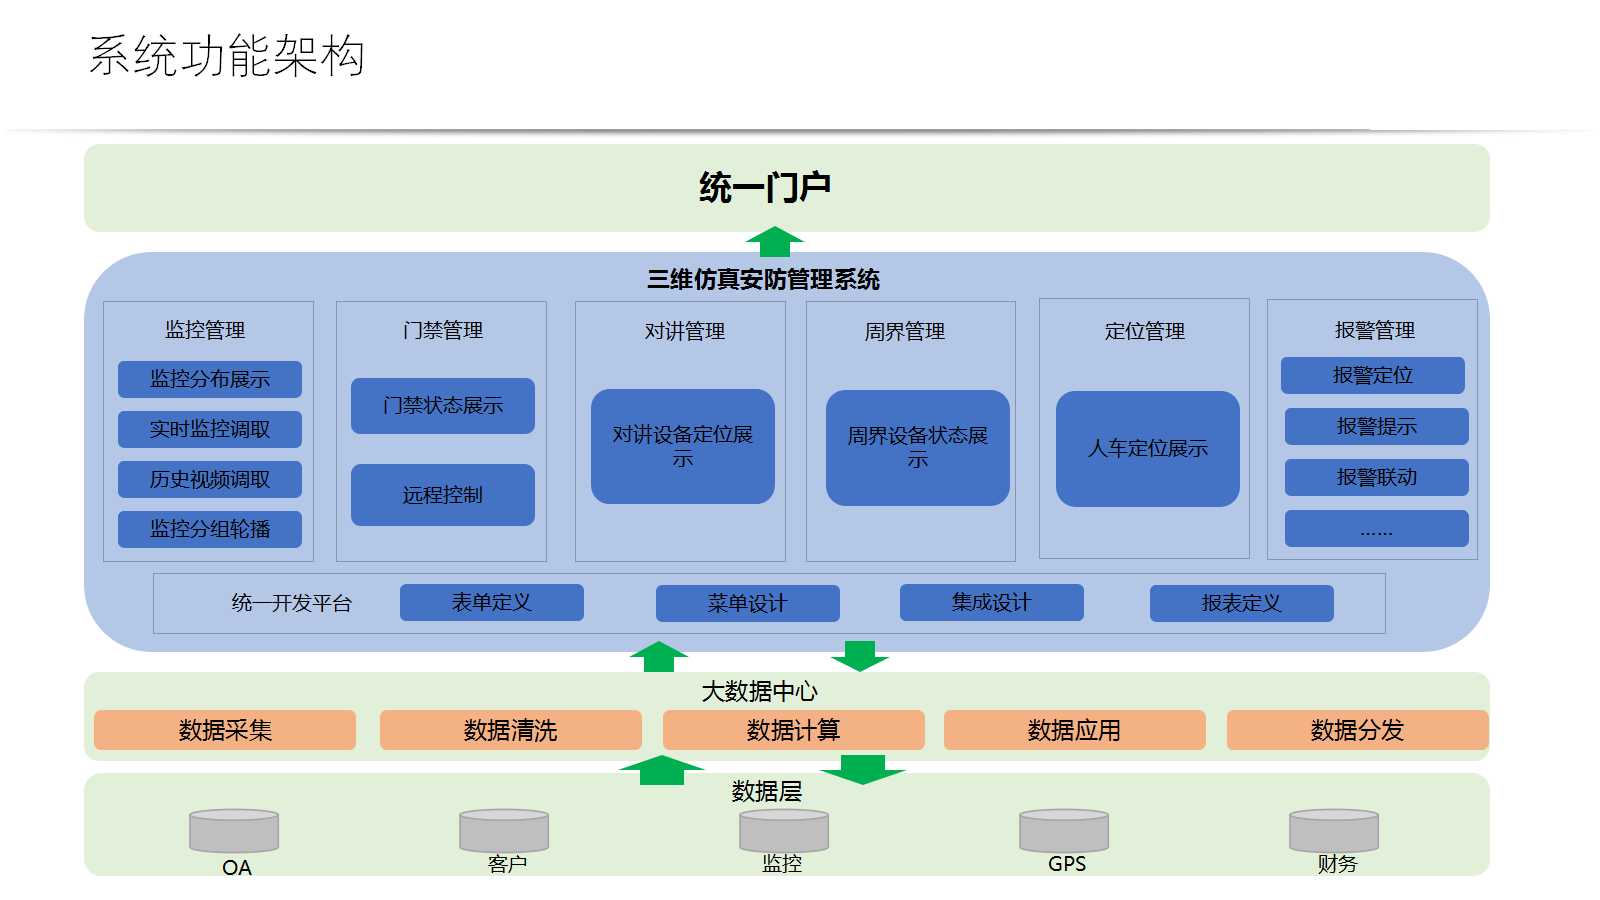 系统功能架构
统一门户
三维仿真安防管理系统
监控管理
监控分布展示
实时监控调取
历史视频调取
监控分组轮播
门禁管理
门禁状态展示
远程控制
对讲管理
对讲设备定位展
示
周界管理
周界设备状态展
示
定位管理
人车定位展示
报警管理
报警定位
报警提示
报警联动
......
统一开发平台
表单定义
菜单设计
集成设计
报表定义
大数据中心
数据采集
数据清洗
数据计算
数据应用
数据分发
数据层
OA
客户
监控
GPS
财务